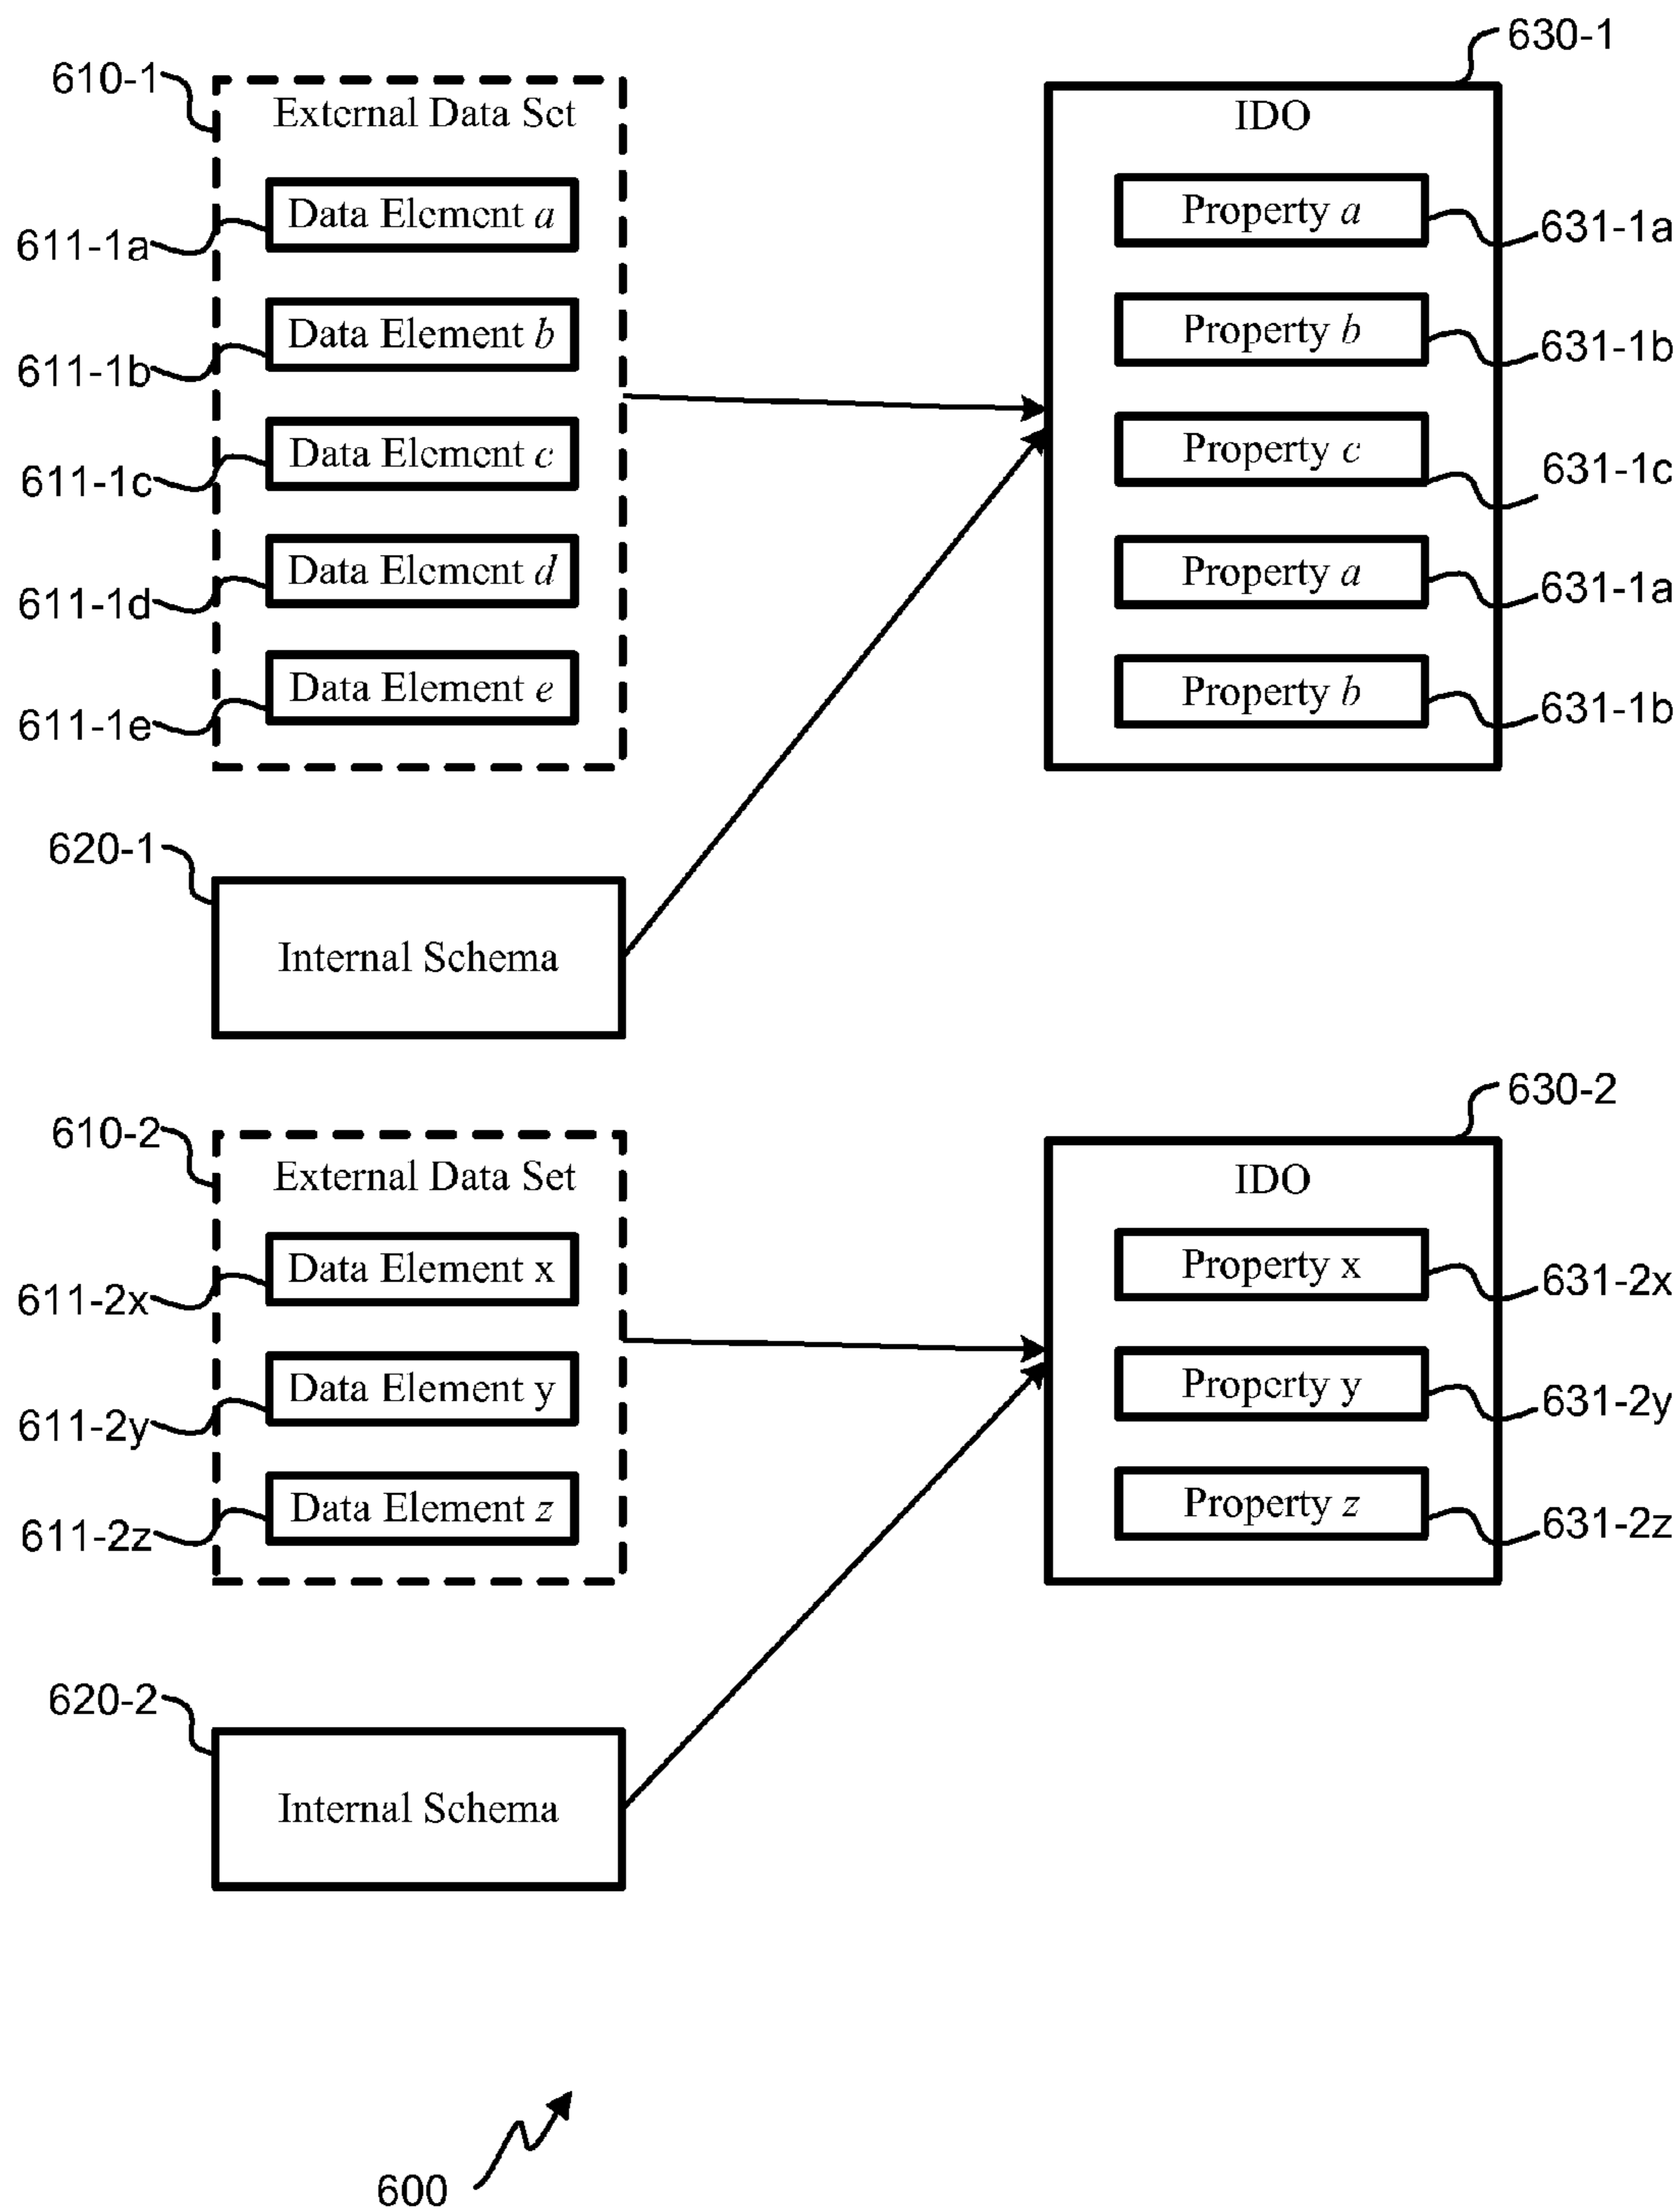 630-1
610-1
External Data Set
IDO
Data Element a
Property a
611-1a
631-1a
Data Element b
Property b
611-1b
631-1b
Data Element c
Property c
611-1c
631-1c
Data Element d
Property a
611-1d
631-1a
Data Element e
Property b
611-1e
631-1b
620-1
Internal Schema
630-2
610-2
External Data Set
IDO
Data Element x
Property x
611-2x
631-2x
Data Element y
Property y
611-2y
631-2y
Data Element z
Property z
611-2z
631-2z
620-2
Internal Schema
600